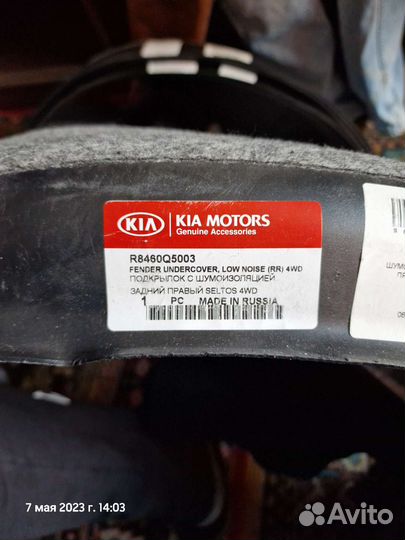 KIA
KIA MOTORS
Genuine Accessories
R8460Q5003
FENDER UNDERCOVER, LOW NOISE (RR) 4WD
ПОДКРЫЛОК С ШУМОИЗОЛЯЦИЕЙ
ЗАДНИЙ ПРАВЫЙ SELTOS 4WD
1 PC MADE IN RUSSIA
7 мая 2023 г. 14:03
Avito